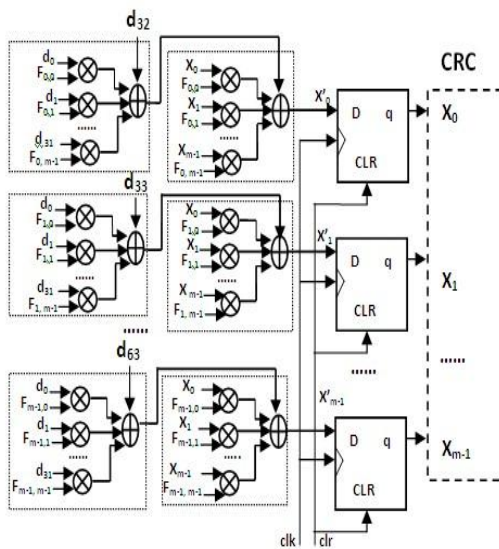 d32
d0
F0,0
d1
F0,1
......
d,31
F0, m-1
X0
F0,0
X1
F0,1
......
Xm-1
F0, m-1
X'0
D q
CLR
CRC
X0
d33
d0
F1,0
d1
F1,1
......
d31
F1, m-1
X0
F1,0
X1
F1,1
......
Xm-1
F1, m-1
X'1
D q
CLR
X1
......
......
......
d63
d0
Fm-1,0
d1
Fm-1,1
......
d31
Fm-1, m-1
X0
Fm-1,0
X1
Fm-1,1
.....
Xm-1
Fm-1, m-1
X'm-1
D q
CLR
Xm-1
clk clr